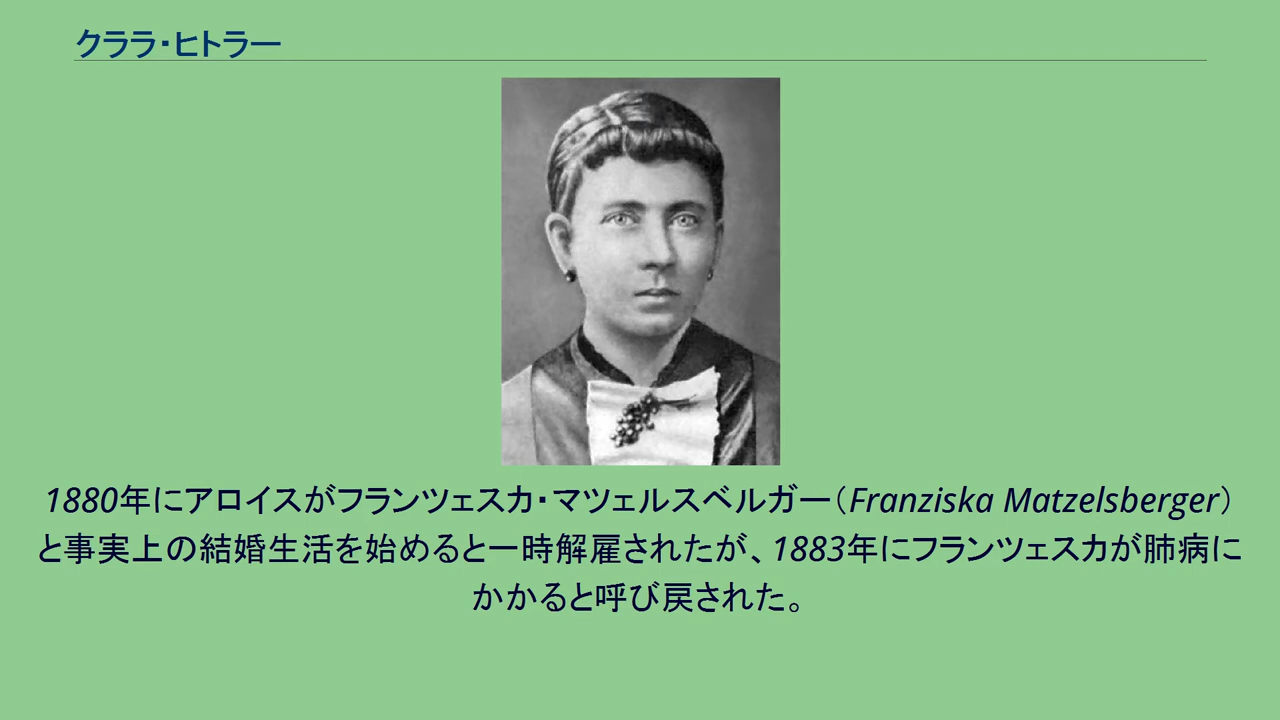 クララ・ヒトラー
1880年にアロイスがフランツェスカ・マツェルスベルガー（Franziska Matzelsberger）
と事実上の結婚生活を始めると一時解雇されたが、1883年にフランツェスカが肺病に
かかると呼び戻された。